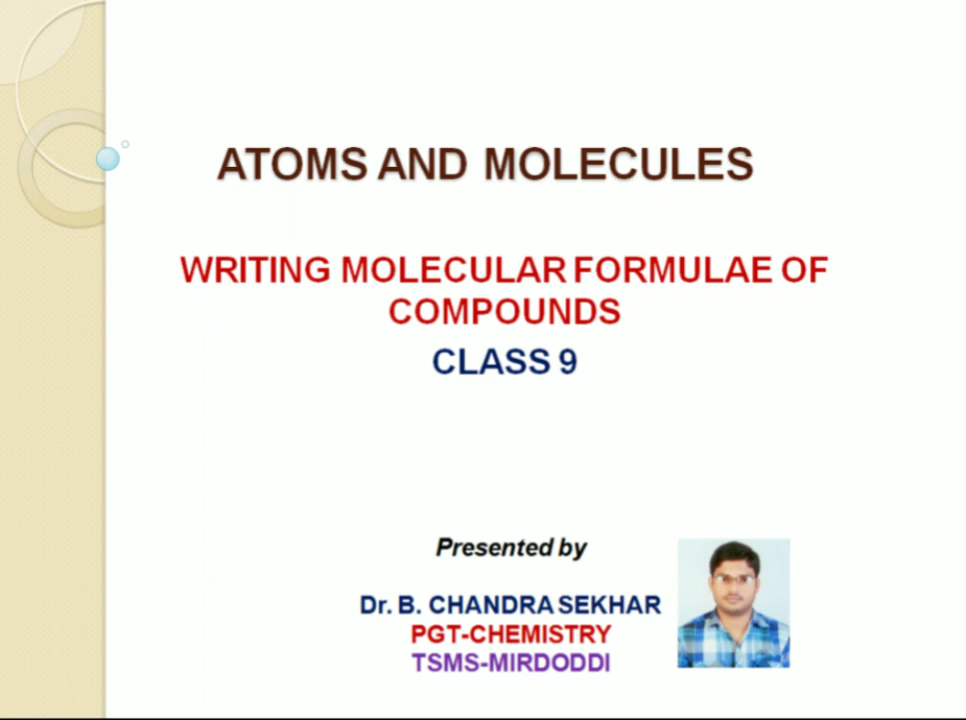 ATOMS AND MOLECULES
WRITING MOLECULAR FORMULAE OF
COMPOUNDS
CLASS 9
Presented by
Dr. B. CHANDRA SEKHAR
PGT-CHEMISTRY
TSMS-MIRDODDI